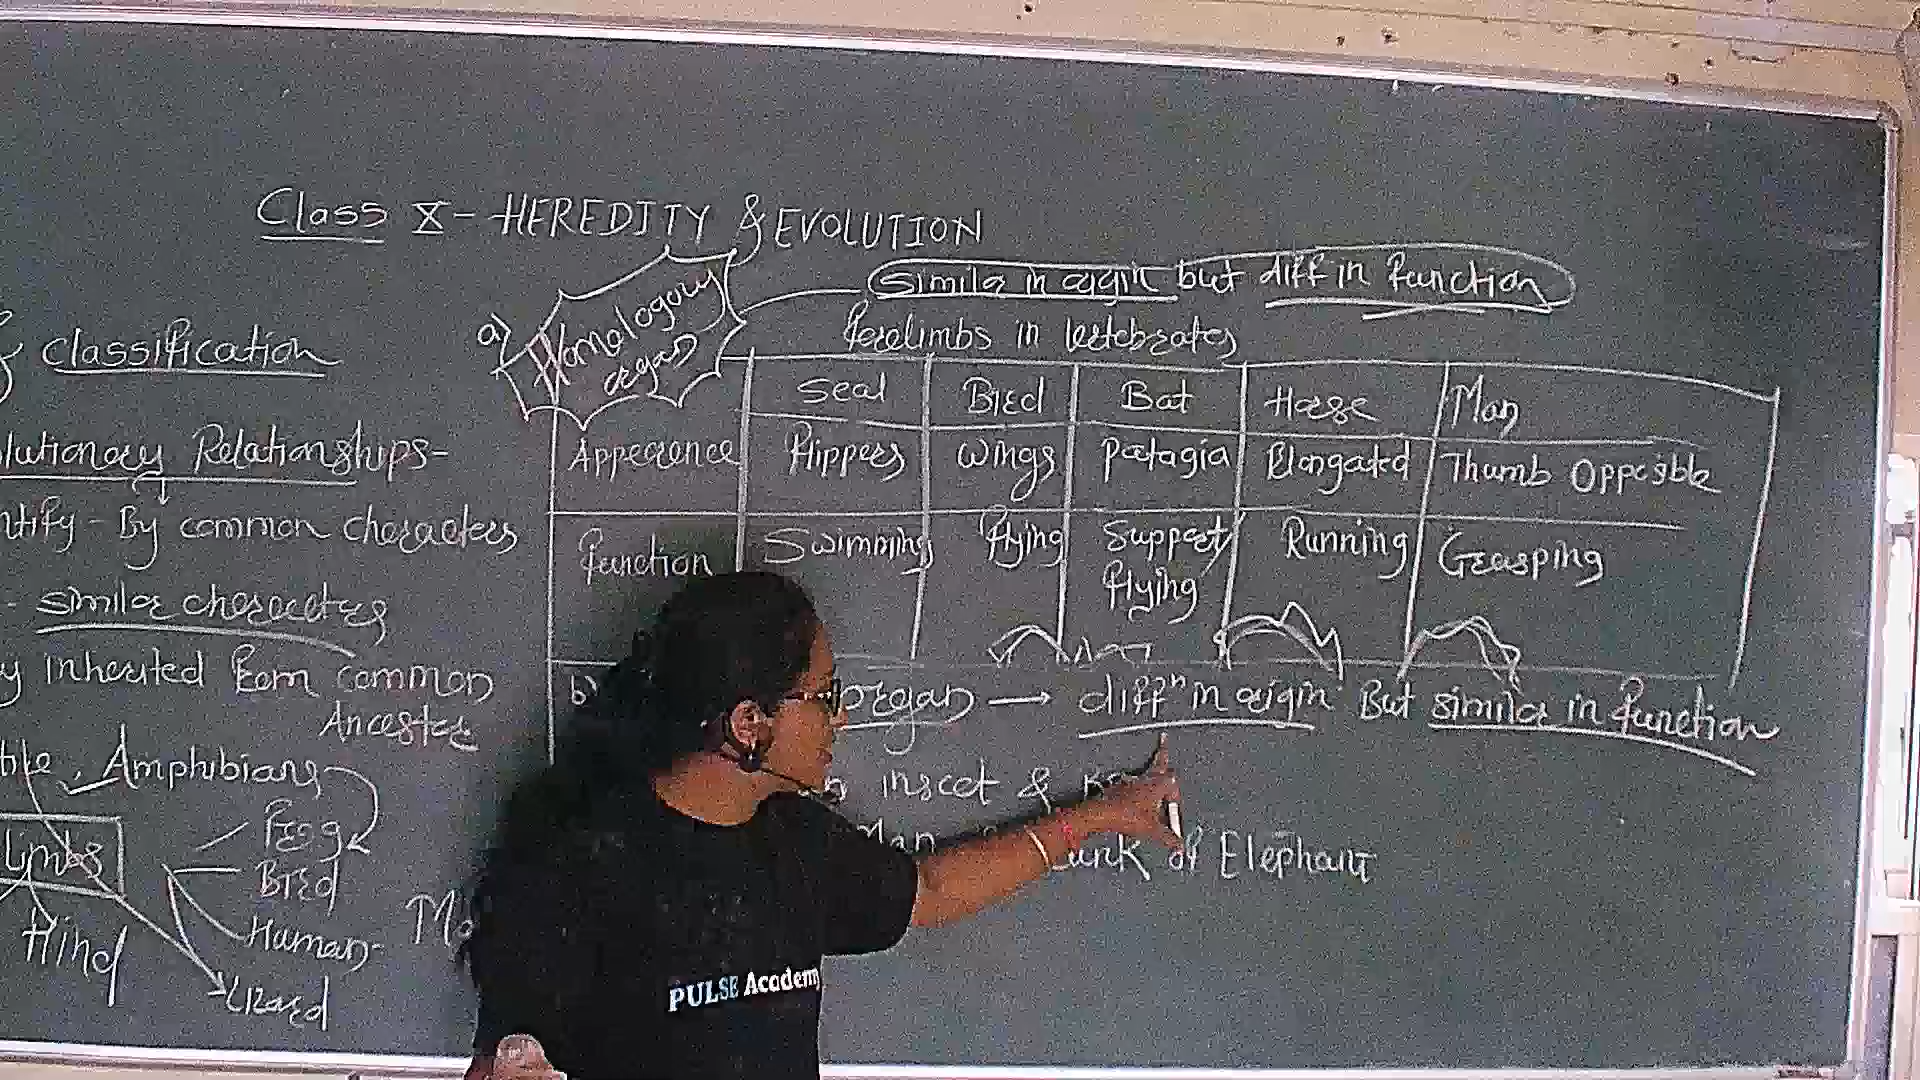 Class X - HEREDITY & EVOLUTION
Classification
lutionary Relationships-
ntify - By common characters
- similar characters
y Inherited from common
Ancestor
, Amphibians
Limbs
Hind
Frog
Bird
Human
Lizard
a) Homologous
organ
Similar in origin but diff in function
Forelimbs in vertebrates
Seal Bird Bat Horse Man
Appearence Flippers Wings Patagia Elongated Thumb Opposible
Function Swimming Flying Support/ Running Grasping
Flying
b) organ → diffⁿ in origin But similar in function
insect &
of Elephant
PULSE Academy